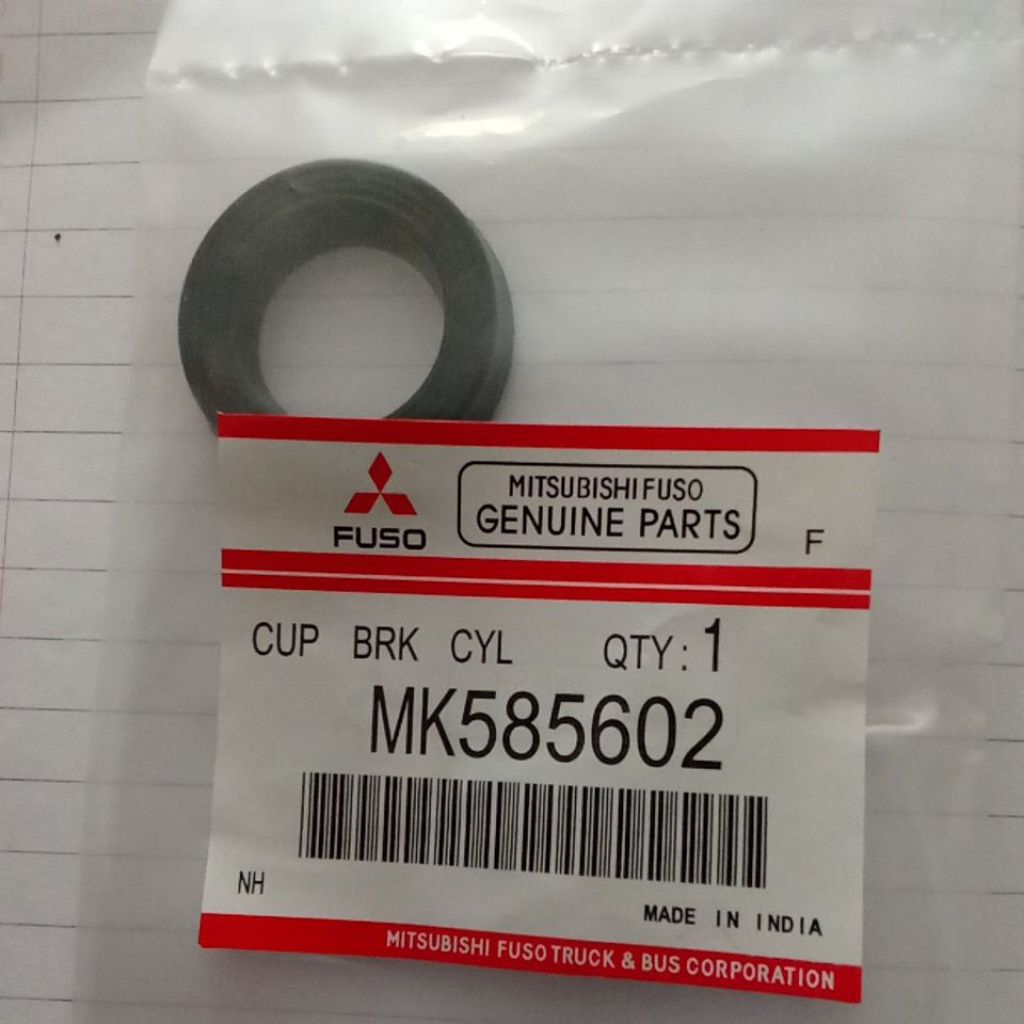 MITSUBISHI FUSO
FUSO GENUINE PARTS
F
CUP BRK CYL QTY: 1
MK585602
NH
MADE IN INDIA
MITSUBISHI FUSO TRUCK & BUS CORPORATION